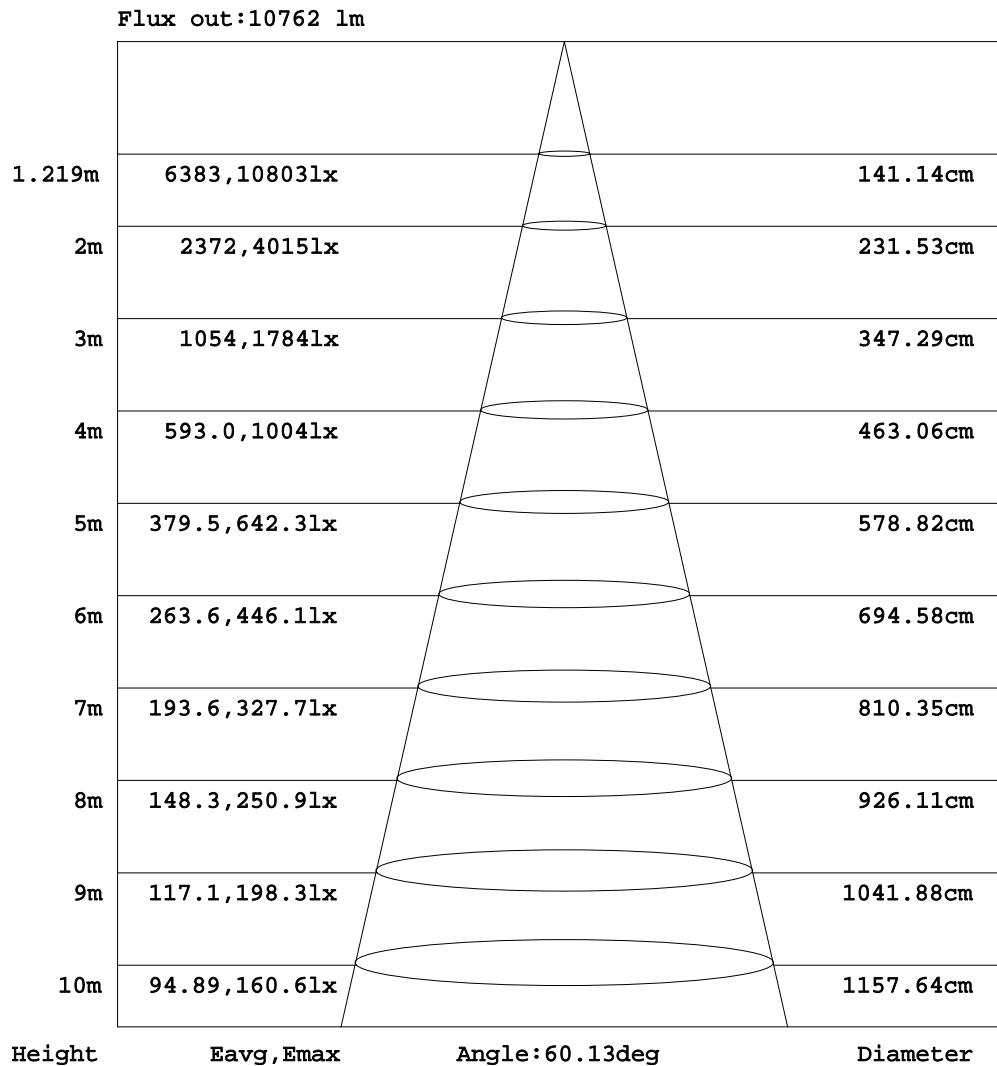 Flux out:10762 lm
1.219m 6383,10803lx 141.14cm
2m 2372,4015lx 231.53cm
3m 1054,1784lx 347.29cm
4m 593.0,1004lx 463.06cm
5m 379.5,642.3lx 578.82cm
6m 263.6,446.1lx 694.58cm
7m 193.6,327.7lx 810.35cm
8m 148.3,250.9lx 926.11cm
9m 117.1,198.3lx 1041.88cm
10m 94.89,160.6lx 1157.64cm
Height Eavg,Emax Angle:60.13deg Diameter